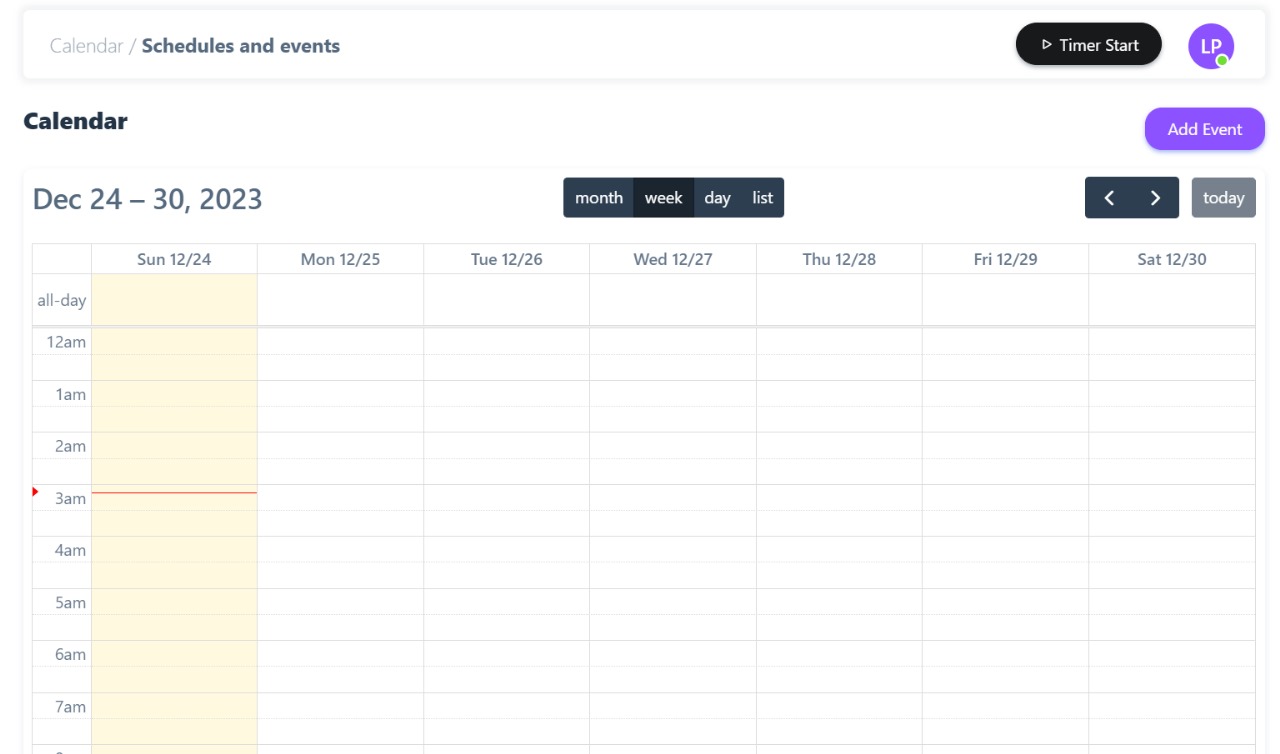 Calendar / Schedules and events
Timer Start
LP
Calendar
Add Event
Dec 24 – 30, 2023
month week day list
today
Sun 12/24 Mon 12/25 Tue 12/26 Wed 12/27 Thu 12/28 Fri 12/29 Sat 12/30
all-day
12am
1am
2am
3am
4am
5am
6am
7am